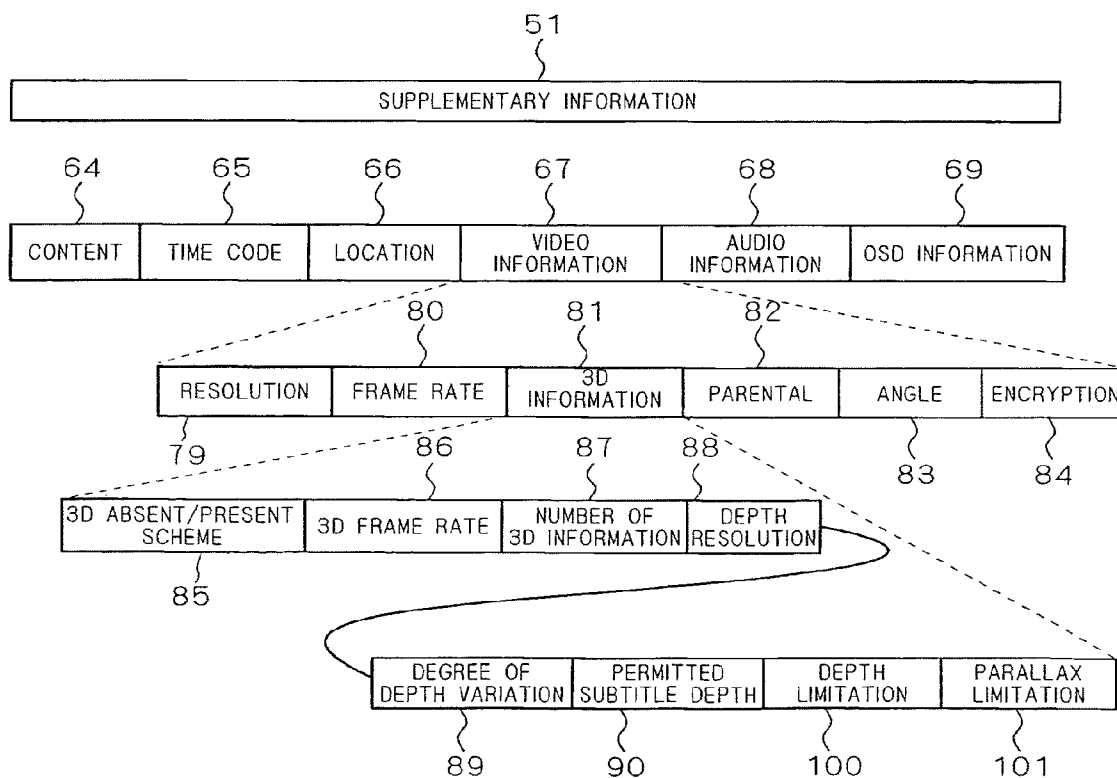 51
SUPPLEMENTARY INFORMATION
64 65 66 67 68 69
CONTENT TIME CODE LOCATION VIDEO INFORMATION AUDIO INFORMATION OSD INFORMATION
80 81 82
RESOLUTION FRAME RATE 3D INFORMATION PARENTAL ANGLE ENCRYPTION
79 86 87 88 83 84
3D ABSENT/PRESENT SCHEME 3D FRAME RATE NUMBER OF 3D INFORMATION DEPTH RESOLUTION
85
DEGREE OF DEPTH VARIATION PERMITTED SUBTITLE DEPTH DEPTH LIMITATION PARALLAX LIMITATION
89 90 100 101